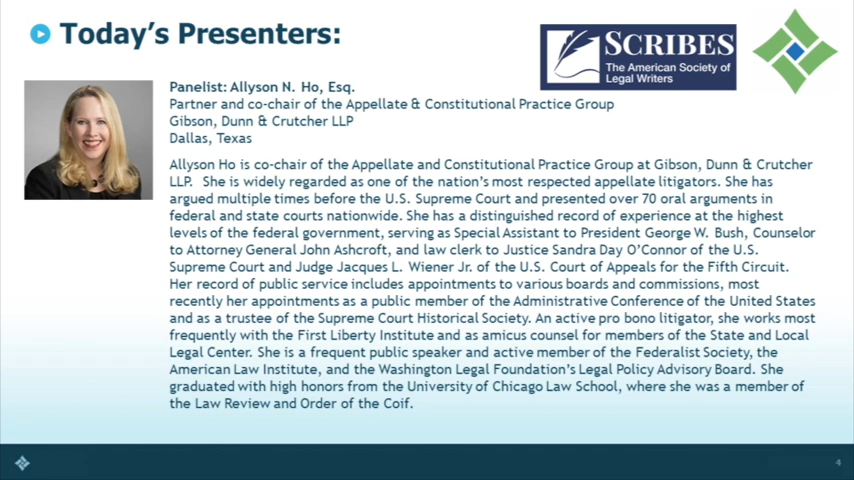 Today's Presenters:
SCRIBES
The American Society of
Legal Writers
Panelist: Allyson N. Ho, Esq.
Partner and co-chair of the Appellate & Constitutional Practice Group
Gibson, Dunn & Crutcher LLP
Dallas, Texas
Allyson Ho is co-chair of the Appellate and Constitutional Practice Group at Gibson, Dunn & Crutcher
LLP. She is widely regarded as one of the nation's most respected appellate litigators. She has
argued multiple times before the U.S. Supreme Court and presented over 70 oral arguments in
federal and state courts nationwide. She has a distinguished record of experience at the highest
levels of the federal government, serving as Special Assistant to President George W. Bush, Counselor
to Attorney General John Ashcroft, and law clerk to Justice Sandra Day O'Connor of the U.S.
Supreme Court and Judge Jacques L. Wiener Jr. of the U.S. Court of Appeals for the Fifth Circuit.
Her record of public service includes appointments to various boards and commissions, most
recently her appointments as a public member of the Administrative Conference of the United States
and as a trustee of the Supreme Court Historical Society. An active pro bono litigator, she works most
frequently with the First Liberty Institute and as amicus counsel for members of the State and Local
Legal Center. She is a frequent public speaker and active member of the Federalist Society, the
American Law Institute, and the Washington Legal Foundation's Legal Policy Advisory Board. She
graduated with high honors from the University of Chicago Law School, where she was a member of
the Law Review and Order of the Coif.
4